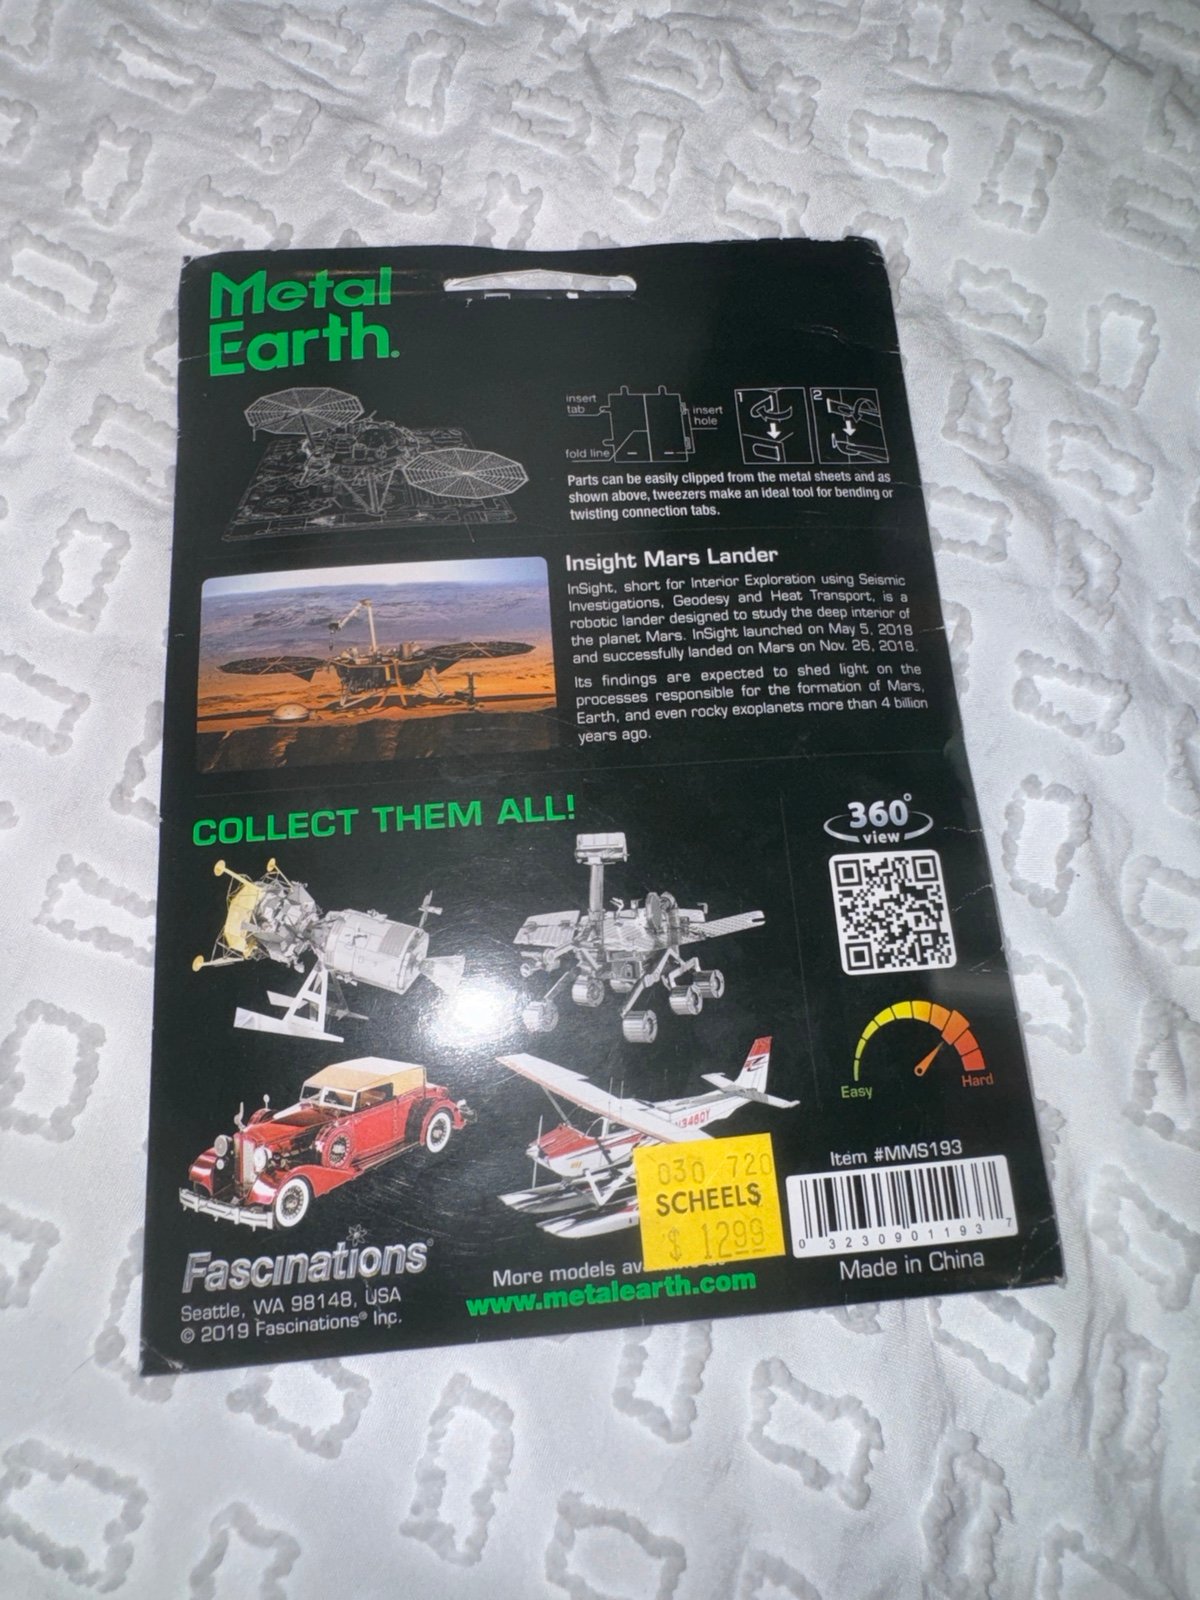 Metal
Earth.
insert
tab
insert
hole
fold line
1
2
Parts can be easily clipped from the metal sheets and as
shown above, tweezers make an ideal tool for bending or
twisting connection tabs.
Insight Mars Lander
InSight, short for Interior Exploration using Seismic
Investigations, Geodesy and Heat Transport, is a
robotic lander designed to study the deep interior of
the planet Mars. InSight launched on May 5, 2018
and successfully landed on Mars on Nov. 26, 2018.
Its findings are expected to shed light on the
processes responsible for the formation of Mars,
Earth, and even rocky exoplanets more than 4 billion
years ago.
COLLECT THEM ALL!
360°
view
Easy
Hard
N3460Y
030 720
SCHEELS
$ 1299
Item #MMS193
0 32309 01193 7
Made in China
Fascinations®
Seattle, WA 98148, USA
© 2019 Fascinations® Inc.
More models
www.metalearth.com